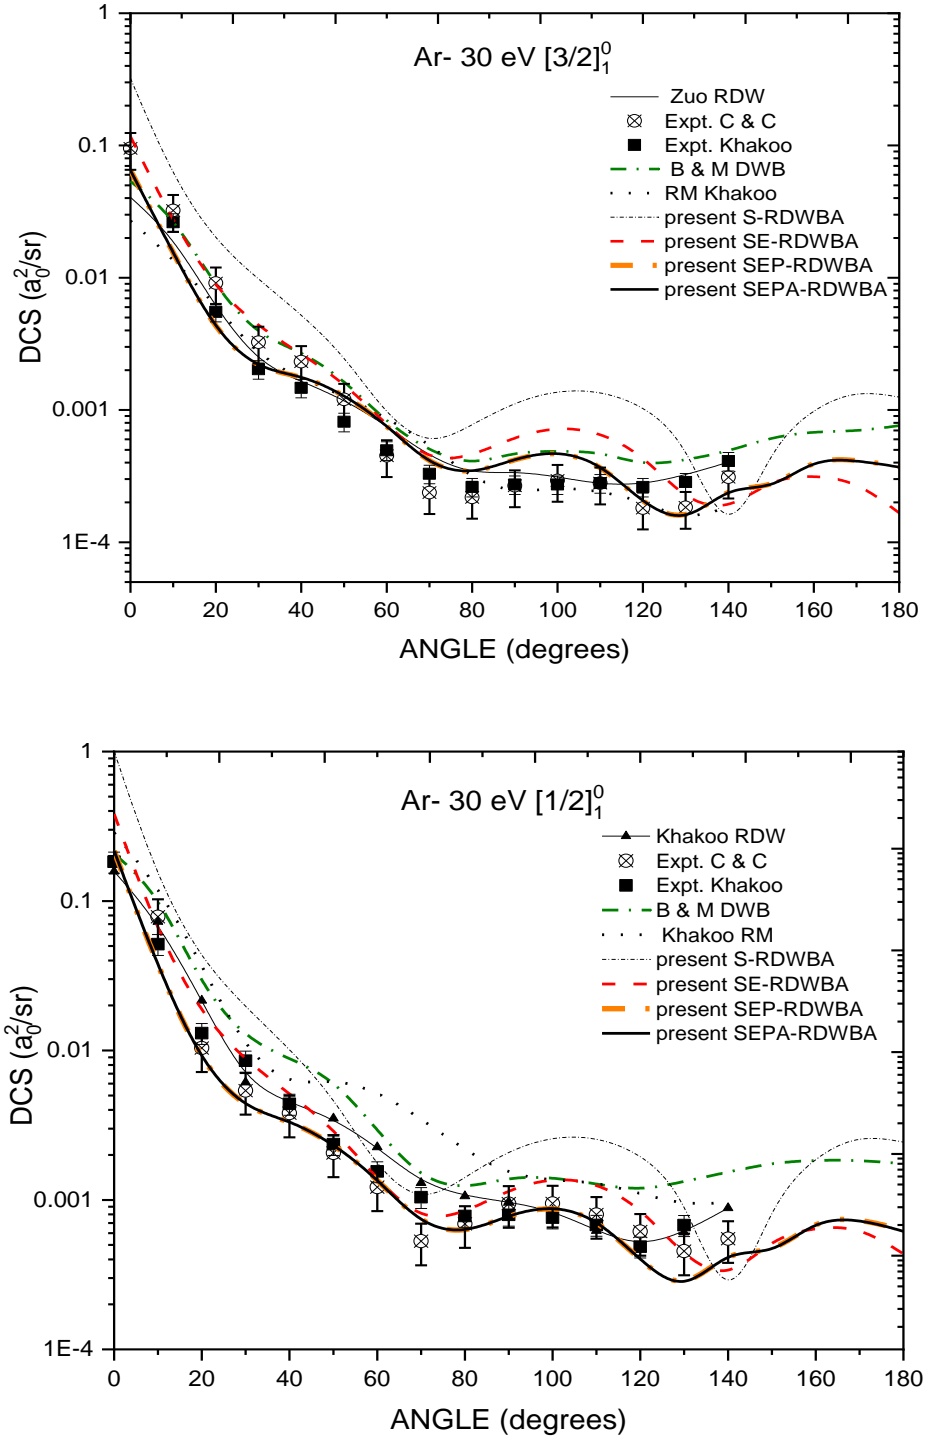 Ar- 30 eV [3/2]₁⁰
Zuo RDW
Expt. C & C
Expt. Khakoo
B & M DWB
RM Khakoo
present S-RDWBA
present SE-RDWBA
present SEP-RDWBA
present SEPA-RDWBA
DCS (a₀²/sr)
1
0.1
0.01
0.001
1E-4
0 20 40 60 80 100 120 140 160 180
ANGLE (degrees)
Ar- 30 eV [1/2]₁⁰
Khakoo RDW
Expt. C & C
Expt. Khakoo
B & M DWB
Khakoo RM
present S-RDWBA
present SE-RDWBA
present SEP-RDWBA
present SEPA-RDWBA
DCS (a₀²/sr)
1
0.1
0.01
0.001
1E-4
0 20 40 60 80 100 120 140 160 180
ANGLE (degrees)